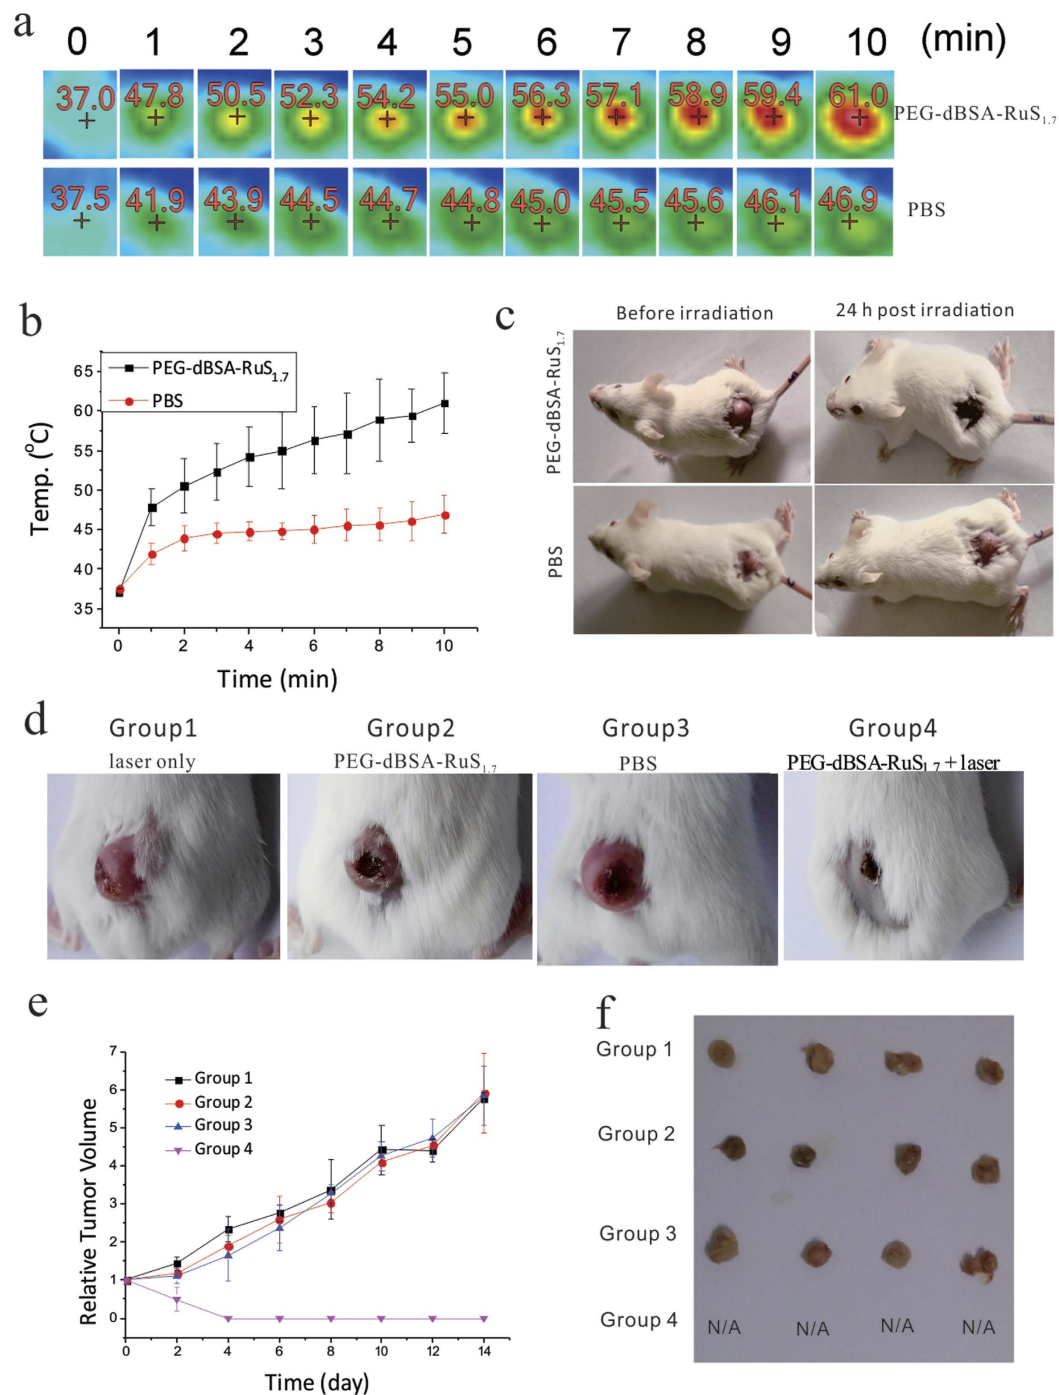 a
0 1 2 3 4 5 6 7 8 9 10 (min)
37.0 47.8 50.5 52.3 54.2 55.0 56.3 57.1 58.9 59.4 61.0 PEG-dBSA-RuS1.7
37.5 41.9 43.9 44.5 44.7 44.8 45.0 45.5 45.6 46.1 46.9 PBS
b
PEG-dBSA-RuS1.7
PBS
65
60
55
50
45
40
35
Temp. (°C)
0 2 4 6 8 10
Time (min)
c
Before irradiation 24 h post irradiation
PEG-dBSA-RuS1.7
PBS
d
Group1 Group2 Group3 Group4
laser only PEG-dBSA-RuS1.7 PBS PEG-dBSA-RuS1.7 + laser
e
7
6
5
4
3
2
1
0
Relative Tumor Volume
Group 1
Group 2
Group 3
Group 4
0 2 4 6 8 10 12 14
Time (day)
f
Group 1
Group 2
Group 3
Group 4
N/A N/A N/A N/A